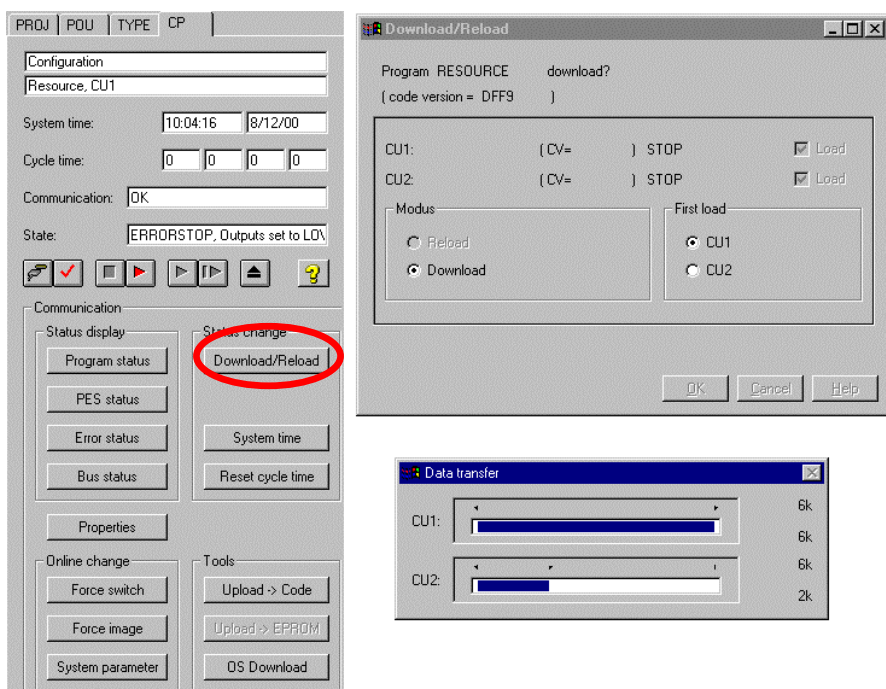 PROJ POU TYPE CP
Configuration
Resource, CU1
System time: 10:04:16 8/12/00
Cycle time: 0 0 0 0
Communication: OK
State: ERRORSTOP, Outputs set to LOW
Communication
Status display
Program status
PES status
Error status
Bus status
Status change
Download/Reload
System time
Reset cycle time
Properties
Online change
Force switch
Force image
System parameter
Tools
Upload -> Code
Upload -> EPROM
OS Download
Download/Reload
Program RESOURCE download?
( code version = DFF9 )
CU1: ( CV= ) STOP Load
CU2: ( CV= ) STOP Load
Modus
Reload
Download
First load
CU1
CU2
OK Cancel Help
Data transfer
CU1: 6k
6k
CU2: 6k
2k